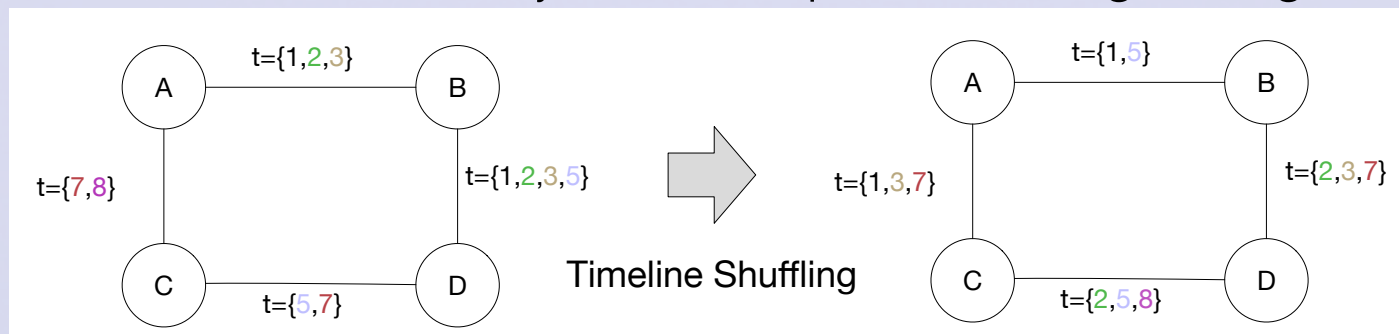 t={1,2,3}
A
B
t={7,8}
t={1,2,3,5}
C
D
t={5,7}
Timeline Shuffling
t={1,5}
A
B
t={1,3,7}
t={2,3,7}
C
D
t={2,5,8}